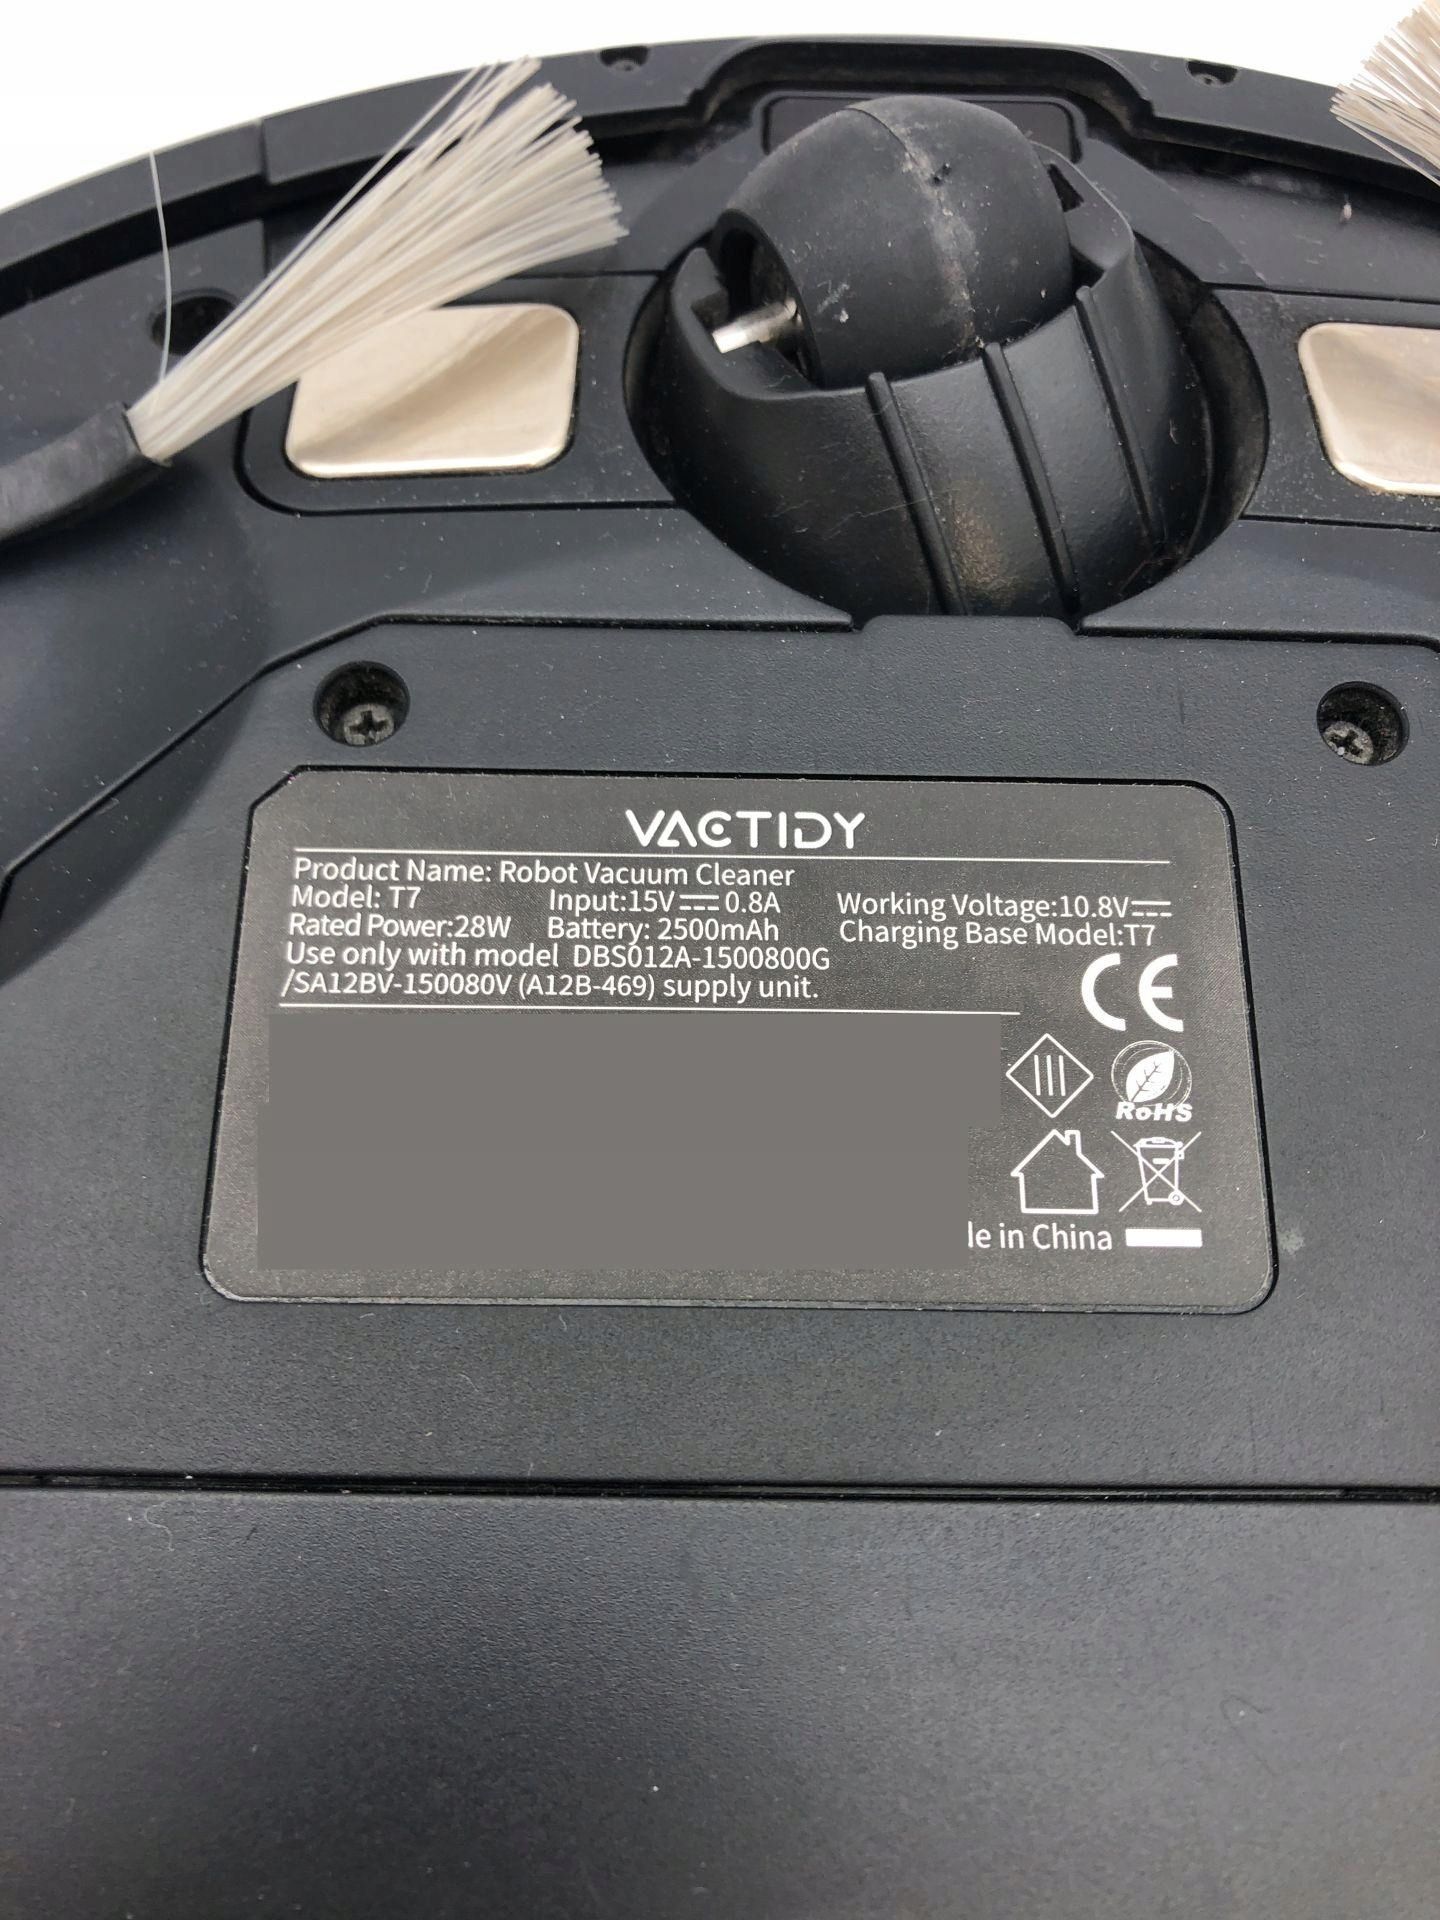 VACTIDY
Product Name: Robot Vacuum Cleaner
Model: T7 Input:15V⎓0.8A Working Voltage:10.8V⎓
Rated Power:28W Battery: 2500mAh Charging Base Model:T7
Use only with model DBS012A-1500800G
/SA12BV-150080V (A12B-469) supply unit.
CE
III
RoHS
le in China